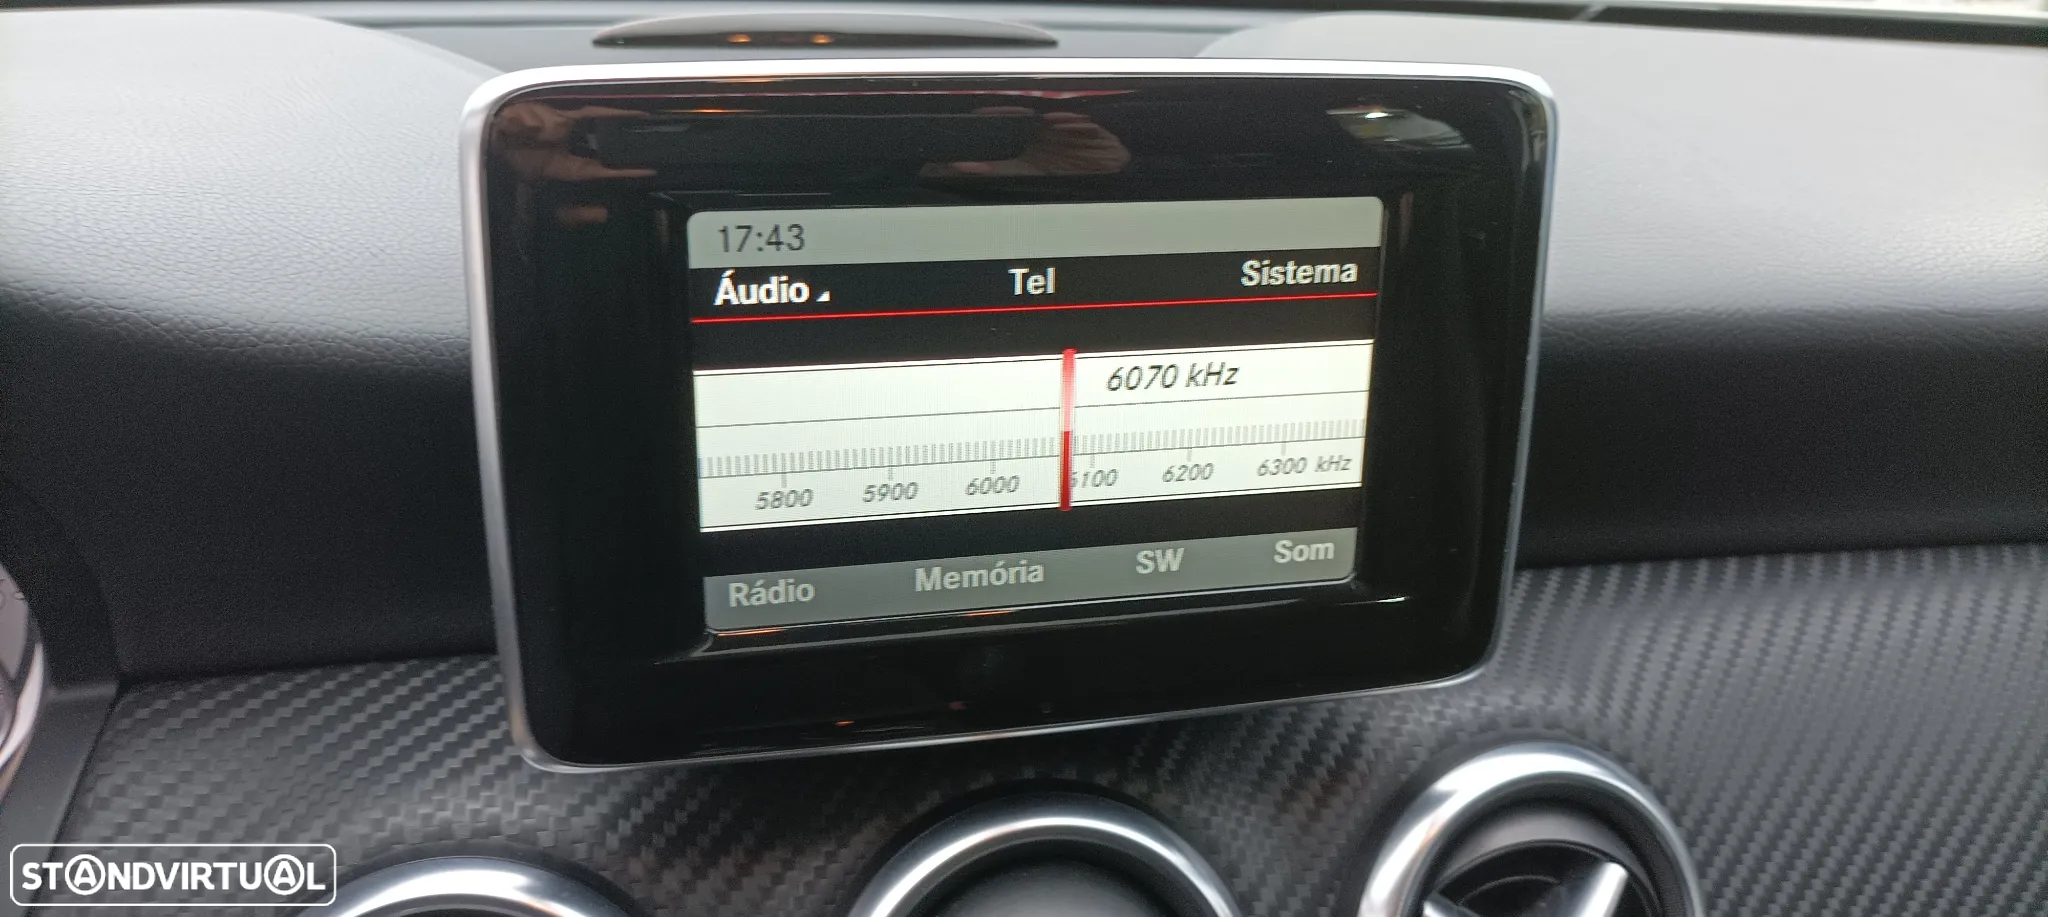 17:43
Áudio Tel Sistema
6070 kHz
5800 5900 6000 6100 6200 6300 kHz
Rádio Memória SW Som
STANDVIRTUAL